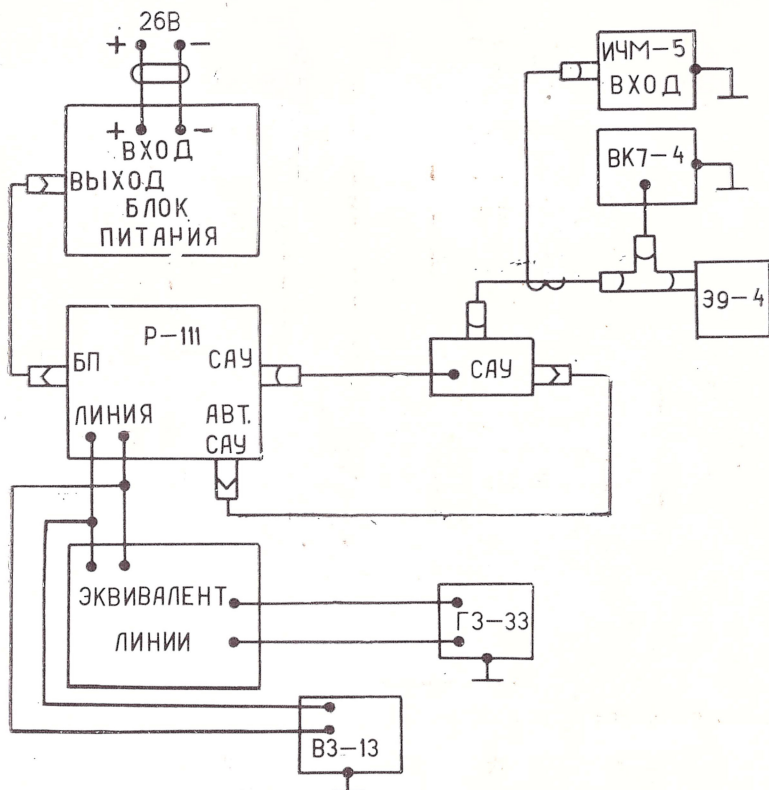 26В
+ −
+ −
ВХОД
ВЫХОД
БЛОК
ПИТАНИЯ
ИЧМ−5
ВХОД
ВК7−4
Э9−4
Р−111
БП
САУ
ЛИНИЯ
АВТ.
САУ
САУ
ЭКВИВАЛЕНТ
ЛИНИИ
Г3−33
В3−13